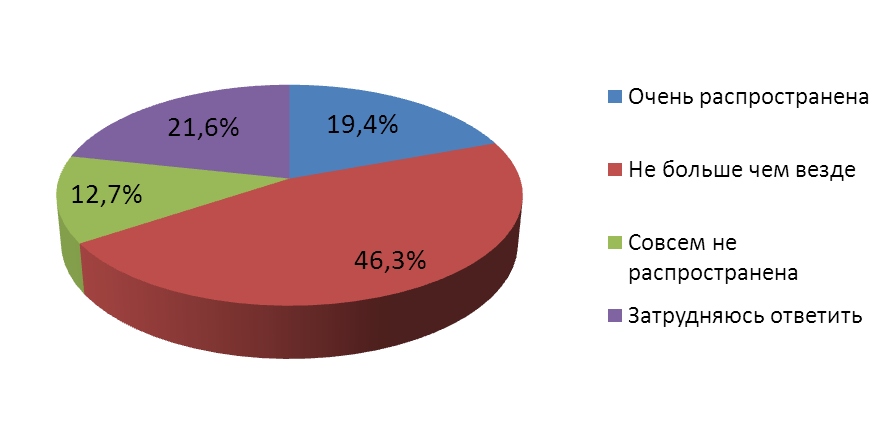 19,4%
21,6%
12,7%
46,3%
Очень распространена
Не больше чем везде
Совсем не
распространена
Затрудняюсь ответить